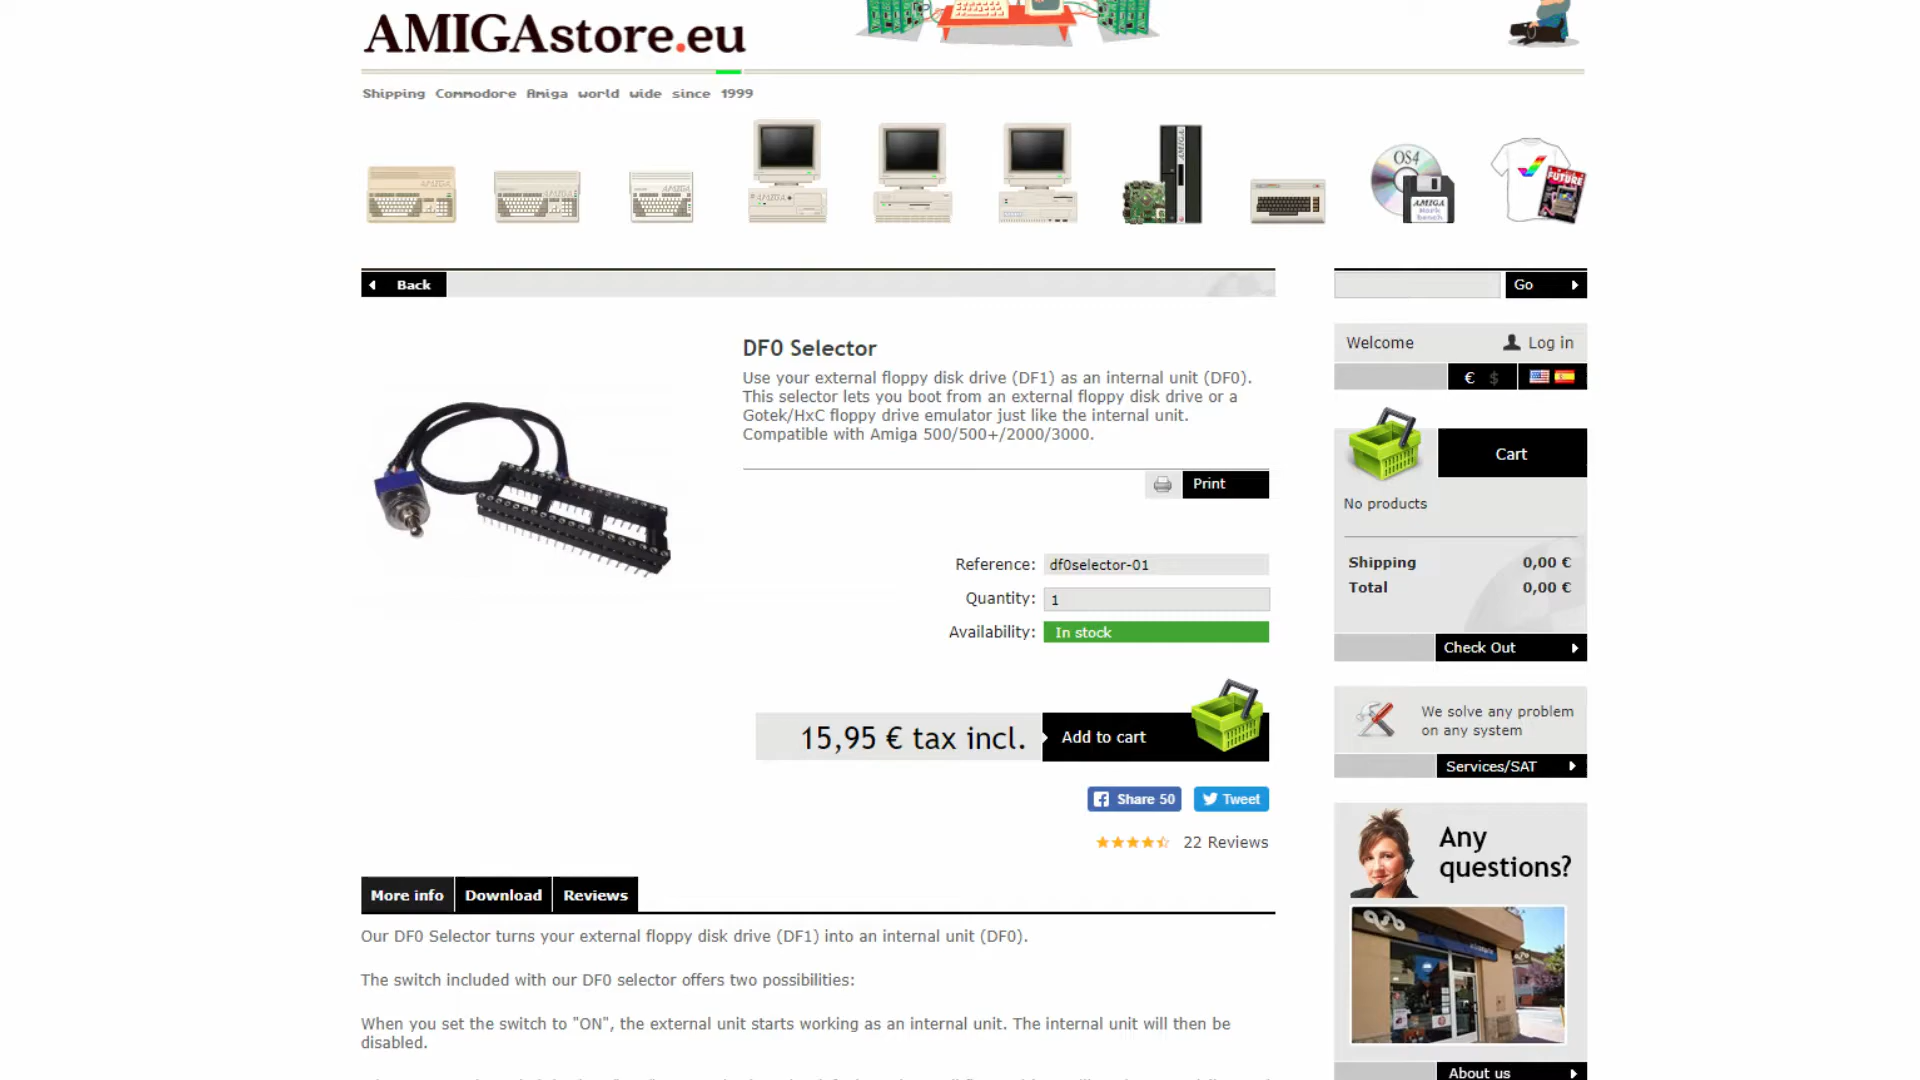 AMIGAstore.eu
Shipping Commodore Amiga world wide since 1999
AMIGA
OS4
AMIGA
Work
bench
FUTURE
Back
Go
DF0 Selector
Use your external floppy disk drive (DF1) as an internal unit (DF0).
This selector lets you boot from an external floppy disk drive or a
Gotek/HxC floppy drive emulator just like the internal unit.
Compatible with Amiga 500/500+/2000/3000.
Print
Reference: df0selector-01
Quantity: 1
Availability: In stock
15,95 € tax incl.
Add to cart
Share 50
Tweet
22 Reviews
More info
Download
Reviews
Our DF0 Selector turns your external floppy disk drive (DF1) into an internal unit (DF0).
The switch included with our DF0 selector offers two possibilities:
When you set the switch to "ON", the external unit starts working as an internal unit. The internal unit will then be
disabled.
Welcome
Log in
€ $
Cart
No products
Shipping 0,00 €
Total 0,00 €
Check Out
We solve any problem
on any system
Services/SAT
Any
questions?
About us